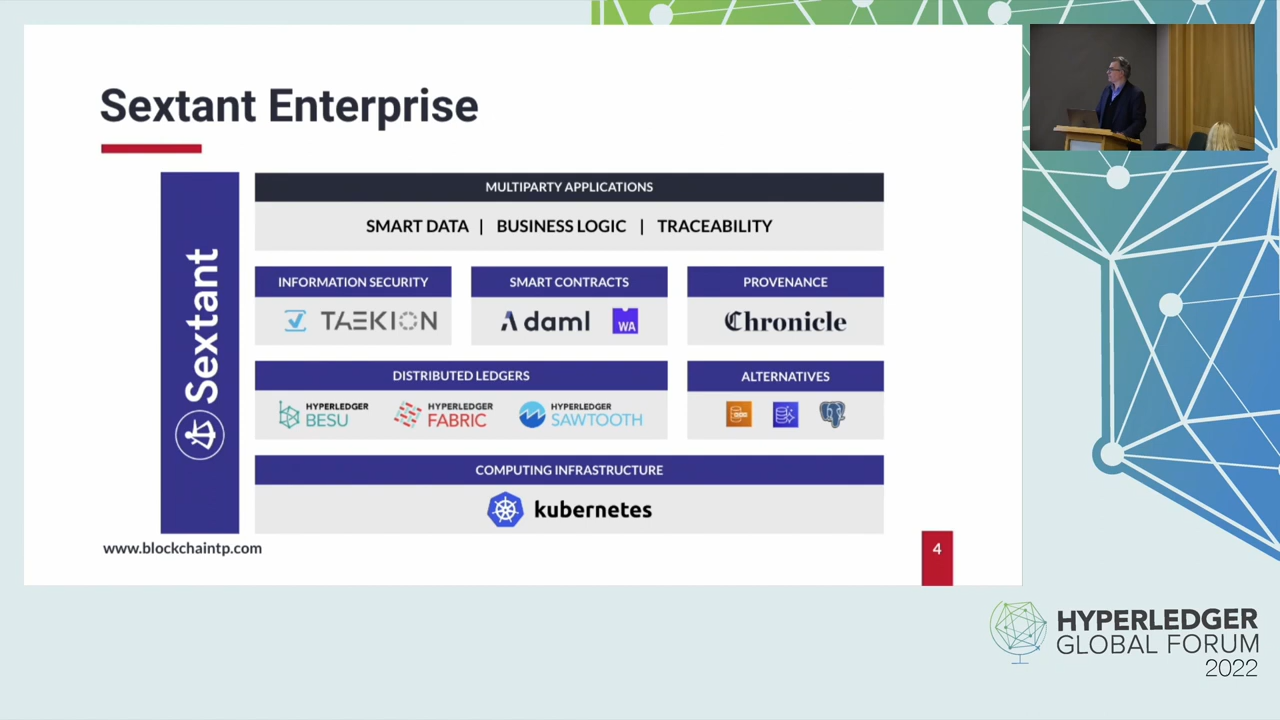 Sextant Enterprise
Sextant
MULTIPARTY APPLICATIONS
SMART DATA | BUSINESS LOGIC | TRACEABILITY
INFORMATION SECURITY
TAEKION
SMART CONTRACTS
daml WA
PROVENANCE
Chronicle
DISTRIBUTED LEDGERS
HYPERLEDGER
BESU
HYPERLEDGER
FABRIC
HYPERLEDGER
SAWTOOTH
ALTERNATIVES
COMPUTING INFRASTRUCTURE
kubernetes
www.blockchaintp.com
4
HYPERLEDGER
GLOBAL FORUM
2022